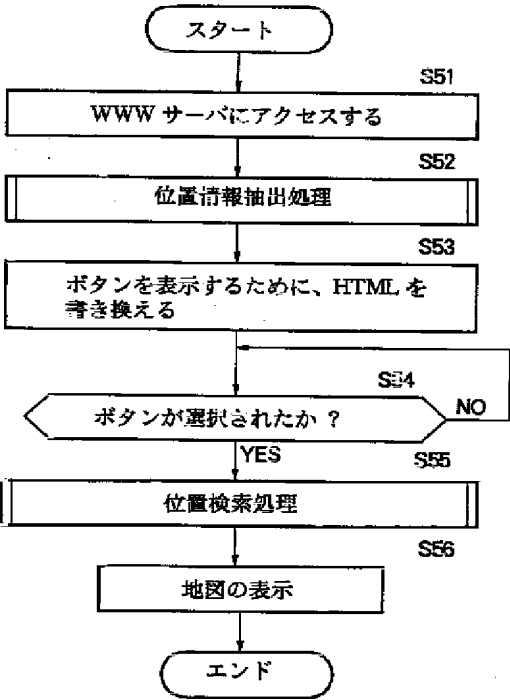 スタート
S51
WWW サーバにアクセスする
S52
位置情報抽出処理
S53
ボタンを表示するために、HTML を
書き換える
S54
ボタンが選択されたか ?
NO
YES
S55
位置検索処理
S56
地図の表示
エンド